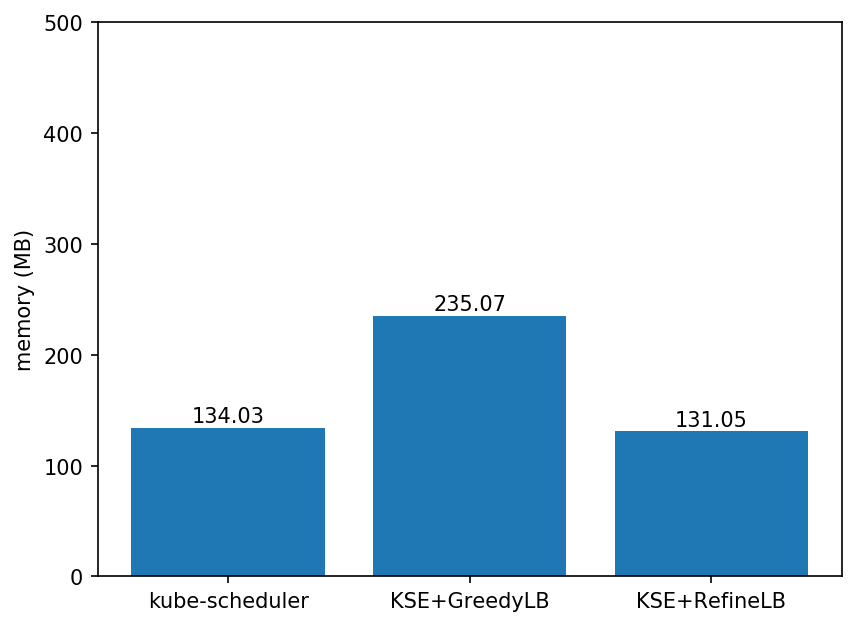 500
400
300
200
100
0
memory (MB)
134.03
235.07
131.05
kube-scheduler
KSE+GreedyLB
KSE+RefineLB